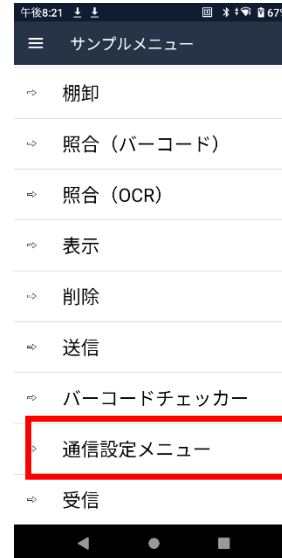 午後8:21 67%
サンプルメニュー
棚卸
照合（バーコード）
照合（OCR）
表示
削除
送信
バーコードチェッカー
通信設定メニュー
受信